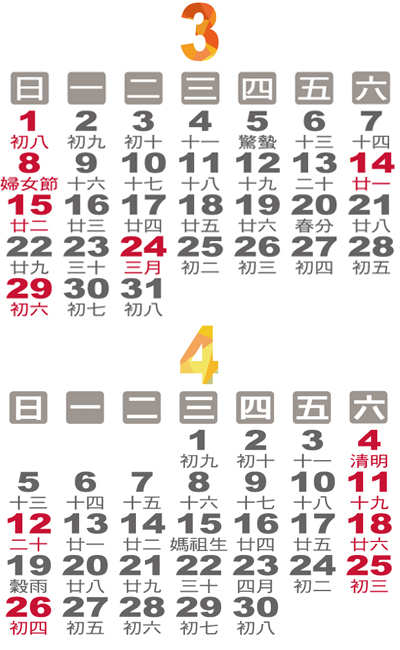 3
日 一 二 三 四 五 六
1 2 3 4 5 6 7
初八 初九 初十 十一 驚蟄 十三 十四
8 9 10 11 12 13 14
婦女節 十六 十七 十八 十九 二十 廿一
15 16 17 18 19 20 21
廿二 廿三 廿四 廿五 廿六 春分 廿八
22 23 24 25 26 27 28
廿九 三十 三月 初二 初三 初四 初五
29 30 31
初六 初七 初八
4
日 一 二 三 四 五 六
1 2 3 4
初九 初十 十一 清明
5 6 7 8 9 10 11
十三 十四 十五 十六 十七 十八 十九
12 13 14 15 16 17 18
二十 廿一 廿二 媽祖生 廿四 廿五 廿六
19 20 21 22 23 24 25
穀雨 廿八 廿九 三十 四月 初二 初三
26 27 28 29 30
初四 初五 初六 初七 初八